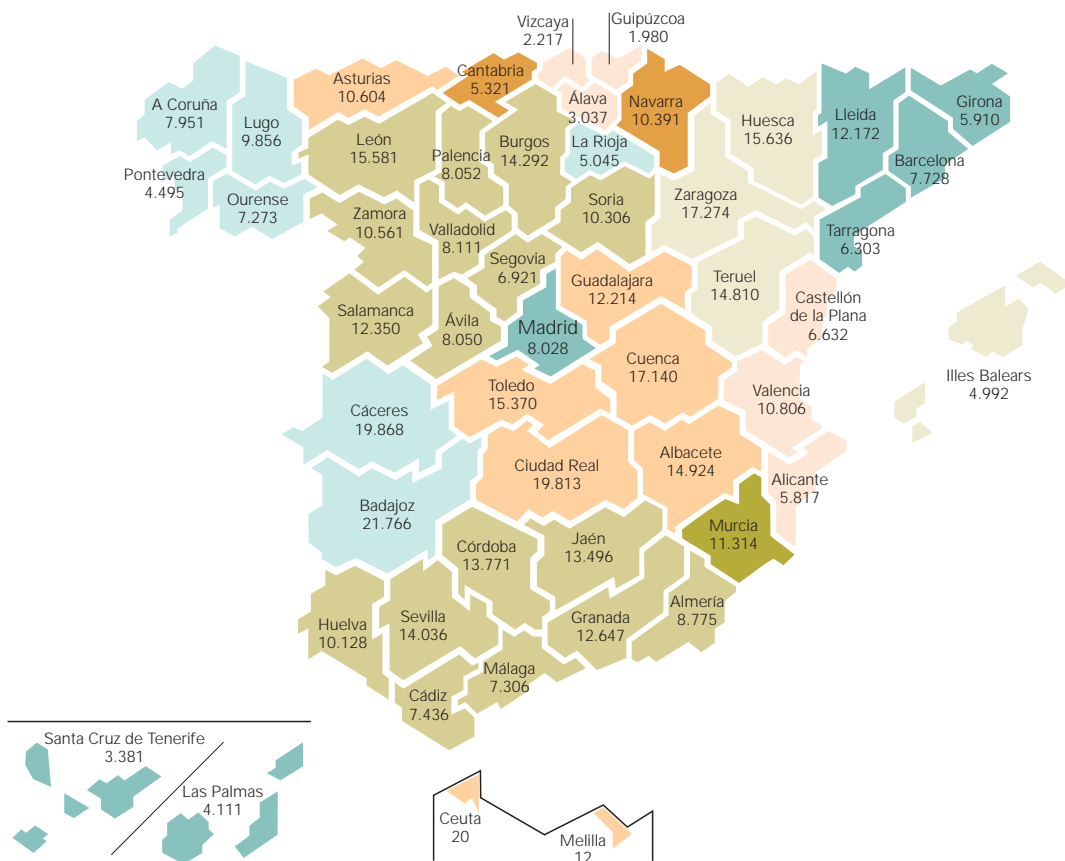 Vizcaya
2.217
Guipúzcoa
1.980
Asturias
10.604
Cantabria
5.321
A Coruña
7.951
Lugo
9.856
Álava
3.037
Navarra
10.391
Huesca
15.636
Lleida
12.172
Girona
5.910
León
15.581
Palencia
8.052
Burgos
14.292
La Rioja
5.045
Barcelona
7.728
Pontevedra
4.495
Ourense
7.273
Zaragoza
17.274
Zamora
10.561
Valladolid
8.111
Soria
10.306
Tarragona
6.303
Segovia
6.921
Guadalajara
12.214
Teruel
14.810
Castellón
de la Plana
6.632
Salamanca
12.350
Ávila
8.050
Madrid
8.028
Cuenca
17.140
Illes Balears
4.992
Toledo
15.370
Valencia
10.806
Cáceres
19.868
Ciudad Real
19.813
Albacete
14.924
Alicante
5.817
Badajoz
21.766
Murcia
11.314
Córdoba
13.771
Jaén
13.496
Huelva
10.128
Sevilla
14.036
Granada
12.647
Almería
8.775
Málaga
7.306
Cádiz
7.436
Santa Cruz de Tenerife
3.381
Las Palmas
4.111
Ceuta
20
Melilla
12